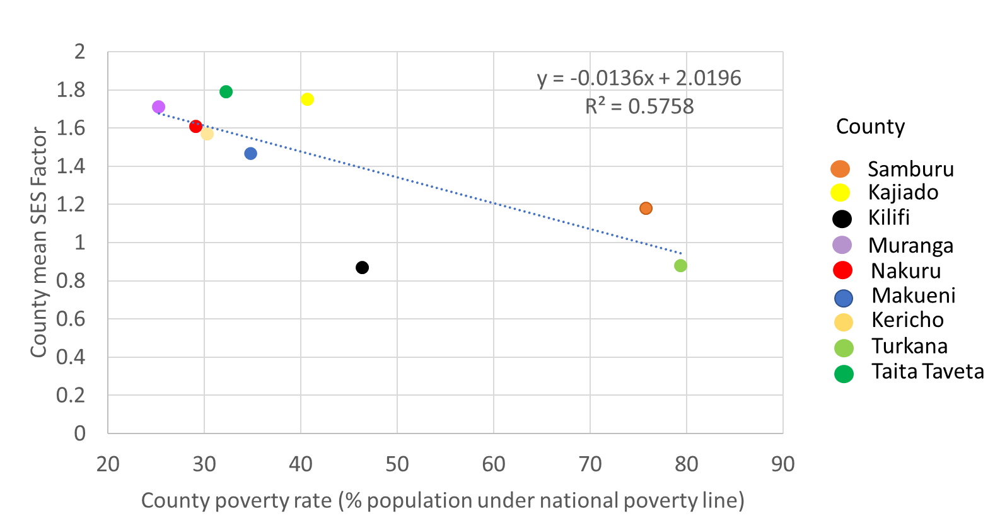 y = -0.0136x + 2.0196
R² = 0.5758
2
1.8
1.6
1.4
1.2
1
0.8
0.6
0.4
0.2
0
County mean SES Factor
20 30 40 50 60 70 80 90
County poverty rate (% population under national poverty line)
County
Samburu
Kajiado
Kilifi
Muranga
Nakuru
Makueni
Kericho
Turkana
Taita Taveta